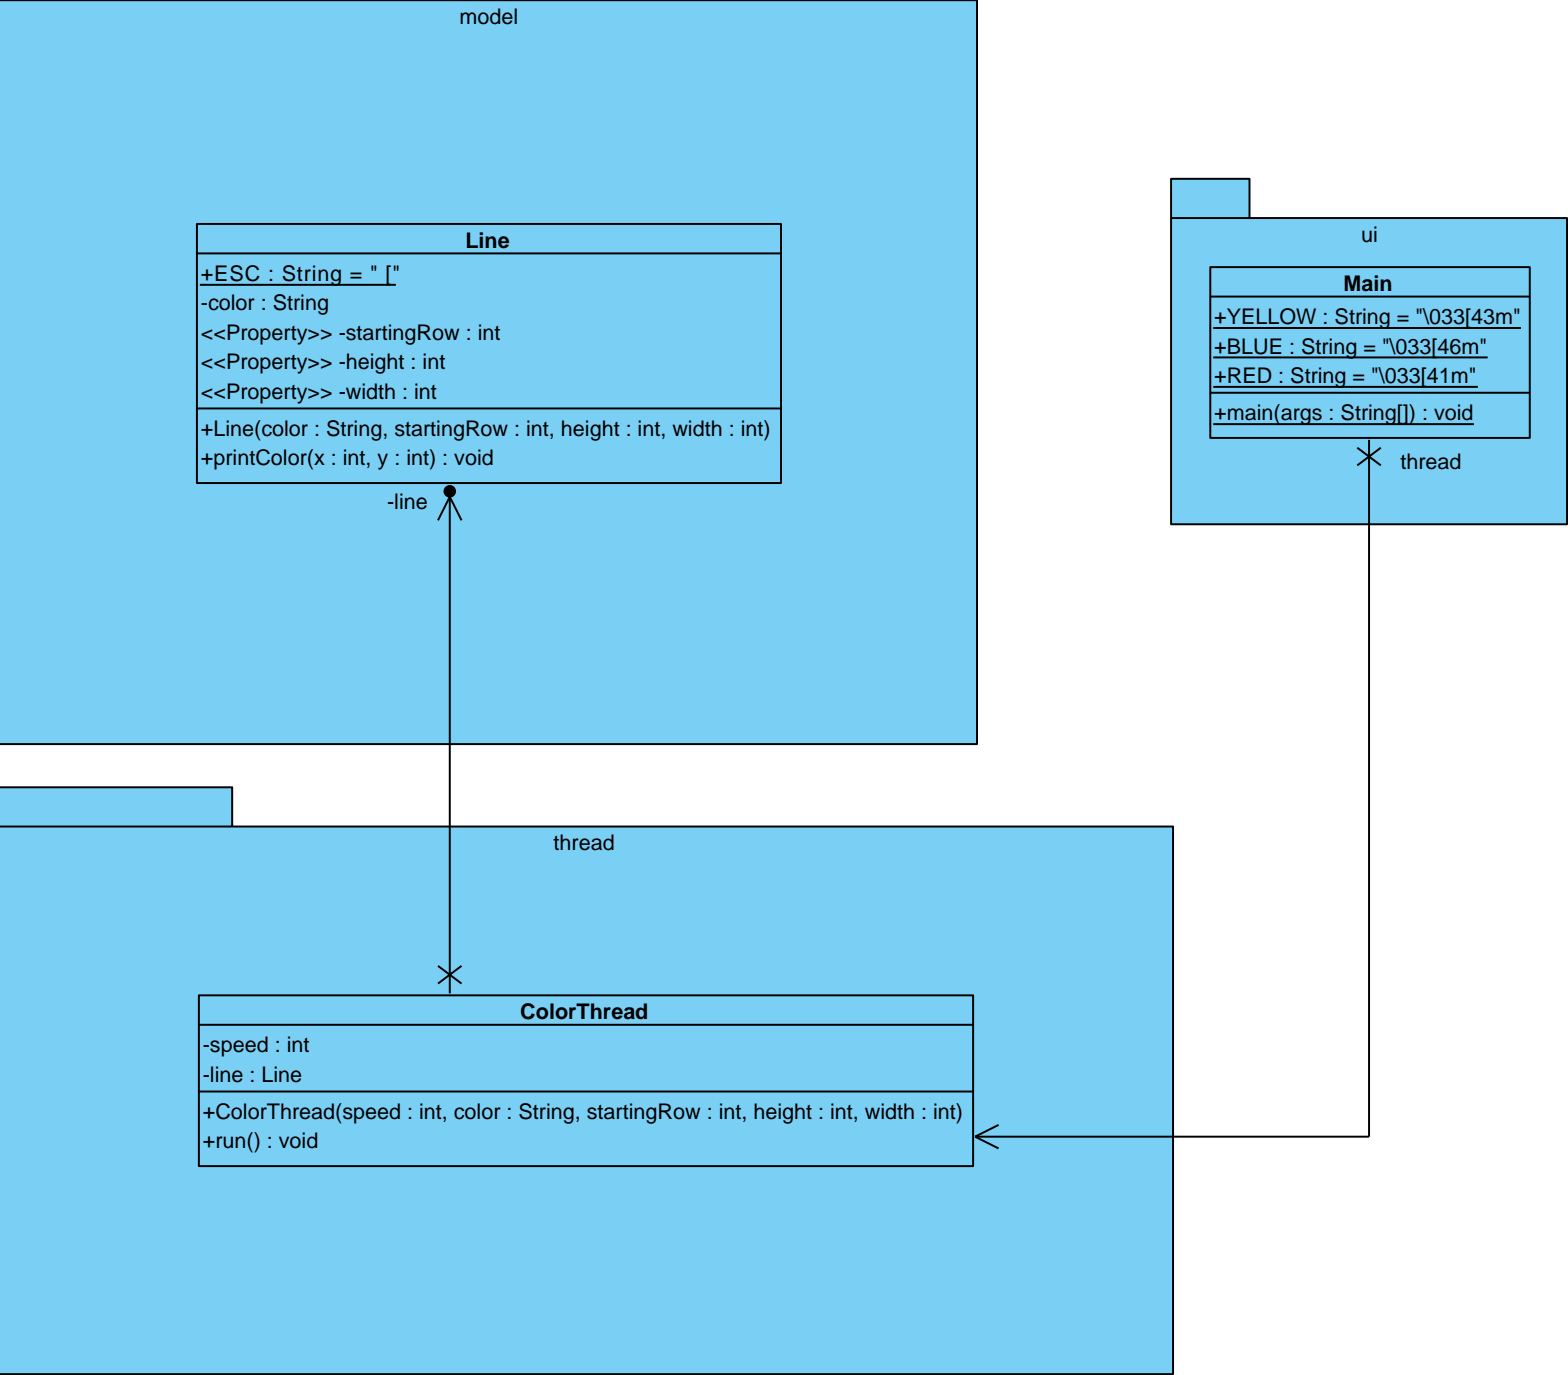 model
Line
+ESC : String = " ["
-color : String
<<Property>> -startingRow : int
<<Property>> -height : int
<<Property>> -width : int
+Line(color : String, startingRow : int, height : int, width : int)
+printColor(x : int, y : int) : void
-line
ui
Main
+YELLOW : String = "\033[43m"
+BLUE : String = "\033[46m"
+RED : String = "\033[41m"
+main(args : String[]) : void
thread
thread
ColorThread
-speed : int
-line : Line
+ColorThread(speed : int, color : String, startingRow : int, height : int, width : int)
+run() : void